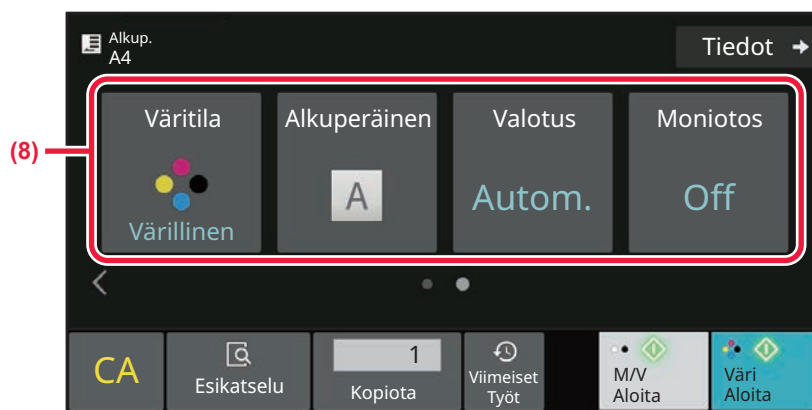 Alkup.
A4
Tiedot
(8)
Väritila
Alkuperäinen
Valotus
Moniotos
A
Autom.
Off
Värillinen
CA
Esikatselu
1
Kopiota
Viimeiset
Työt
M/V
Aloita
Väri
Aloita